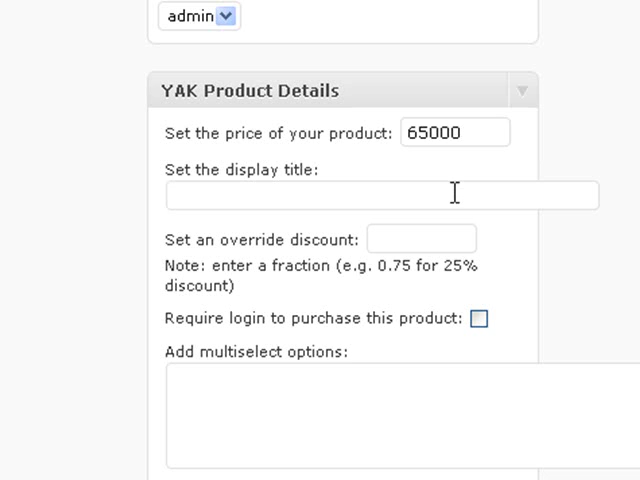 admin
YAK Product Details
Set the price of your product: 65000
Set the display title:
Set an override discount:
Note: enter a fraction (e.g. 0.75 for 25%
discount)
Require login to purchase this product:
Add multiselect options: